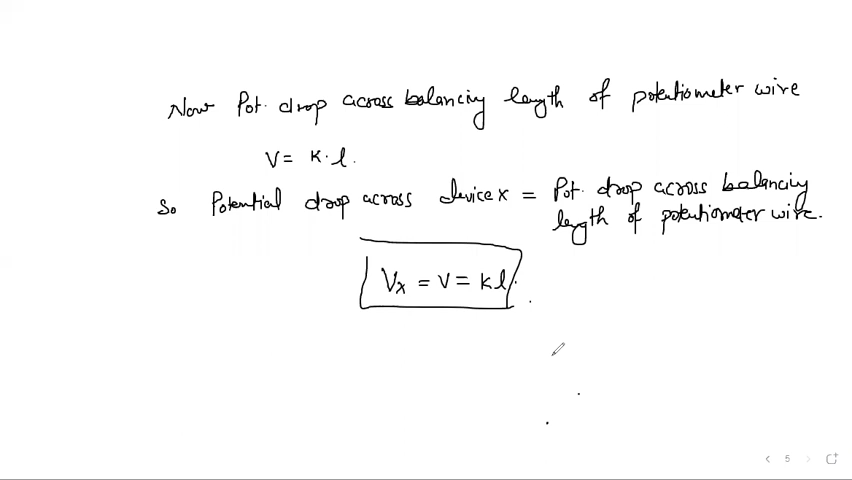 Now Pot. drop across balancing length of potentiometer wire
V = K. l.
So Potential drop across device x = Pot. drop across balancing
length of potentiometer wire.
Vx = V = Kl.
5